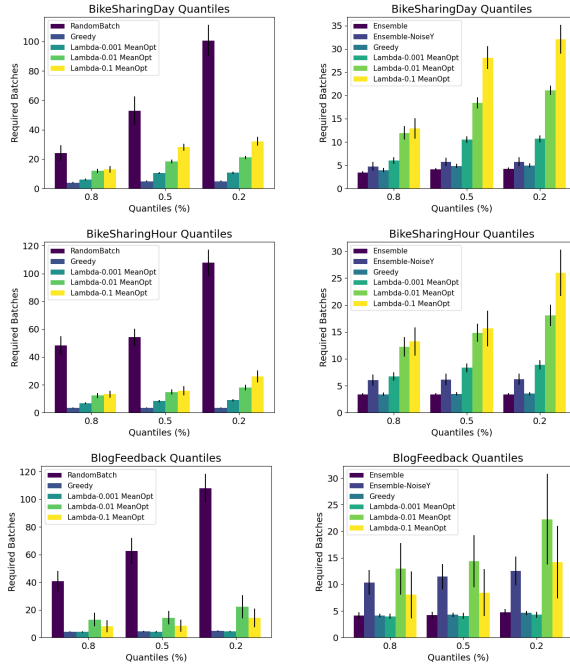 BikeSharingDay Quantiles
Required Batches
100
80
60
40
20
0
RandomBatch
Greedy
Lambda-0.001 MeanOpt
Lambda-0.01 MeanOpt
Lambda-0.1 MeanOpt
0.8
0.5
0.2
Quantiles (%)
BikeSharingDay Quantiles
Required Batches
35
30
25
20
15
10
5
0
Ensemble
Ensemble-NoiseY
Greedy
Lambda-0.001 MeanOpt
Lambda-0.01 MeanOpt
Lambda-0.1 MeanOpt
0.8
0.5
0.2
Quantiles (%)
BikeSharingHour Quantiles
Required Batches
120
100
80
60
40
20
0
RandomBatch
Greedy
Lambda-0.001 MeanOpt
Lambda-0.01 MeanOpt
Lambda-0.1 MeanOpt
0.8
0.5
0.2
Quantiles (%)
BikeSharingHour Quantiles
Required Batches
30
25
20
15
10
5
0
Ensemble
Ensemble-NoiseY
Greedy
Lambda-0.001 MeanOpt
Lambda-0.01 MeanOpt
Lambda-0.1 MeanOpt
0.8
0.5
0.2
Quantiles (%)
BlogFeedback Quantiles
Required Batches
120
100
80
60
40
20
0
RandomBatch
Greedy
Lambda-0.001 MeanOpt
Lambda-0.01 MeanOpt
Lambda-0.1 MeanOpt
0.8
0.5
0.2
Quantiles (%)
BlogFeedback Quantiles
Required Batches
30
25
20
15
10
5
0
Ensemble
Ensemble-NoiseY
Greedy
Lambda-0.001 MeanOpt
Lambda-0.01 MeanOpt
Lambda-0.1 MeanOpt
0.8
0.5
0.2
Quantiles (%)